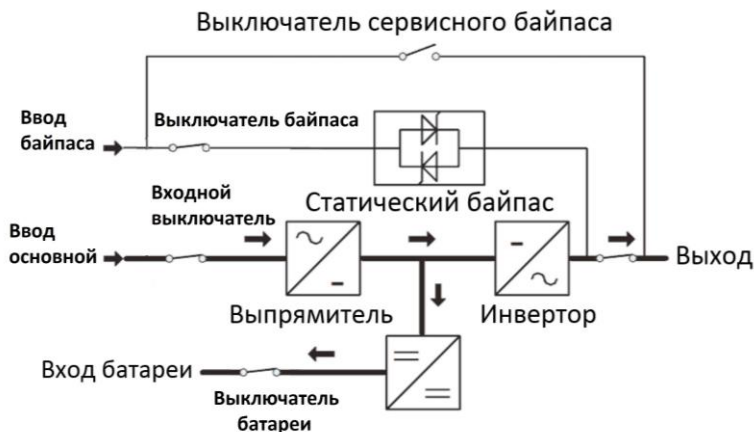 Выключатель сервисного байпаса
Ввод
байпаса
Выключатель байпаса
Статический байпас
Входной
выключатель
Ввод
основной
Выход
Выпрямитель
Инвертор
Вход батареи
Выключатель
батареи